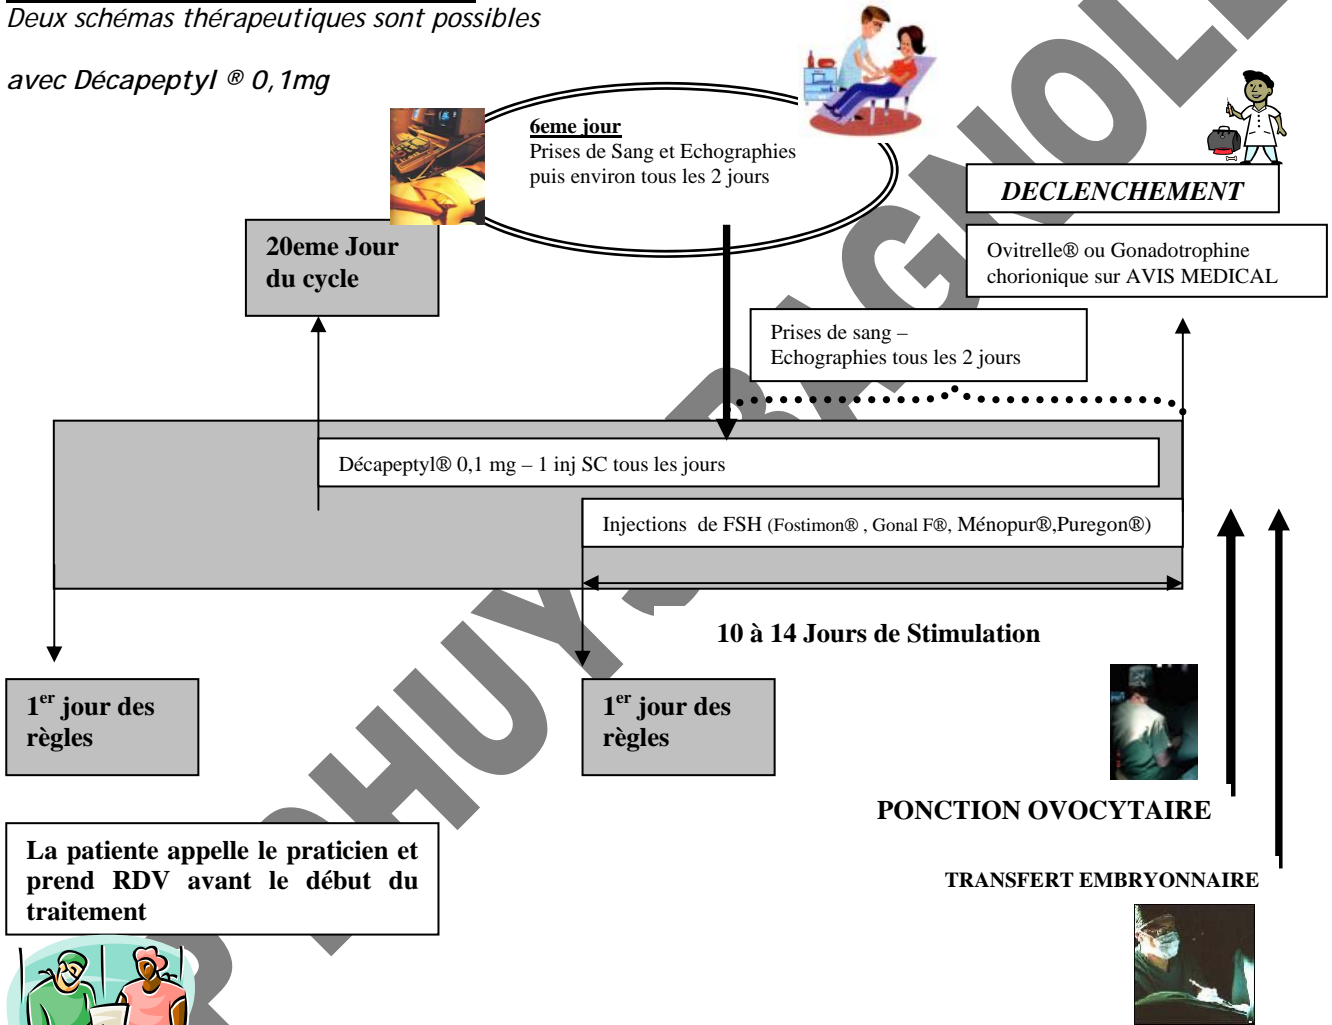 Deux schémas thérapeutiques sont possibles
avec Décapeptyl ® 0,1mg
6eme jour
Prises de Sang et Echographies
puis environ tous les 2 jours
DECLENCHEMENT
20eme Jour
du cycle
Ovitrelle® ou Gonadotrophine
chorionique sur AVIS MEDICAL
Prises de sang –
Echographies tous les 2 jours
Décapeptyl® 0,1 mg – 1 inj SC tous les jours
Injections de FSH (Fostimon® , Gonal F®, Ménopur®,Puregon®)
10 à 14 Jours de Stimulation
1er jour des
règles
1er jour des
règles
PONCTION OVOCYTAIRE
La patiente appelle le praticien et
prend RDV avant le début du
traitement
TRANSFERT EMBRYONNAIRE